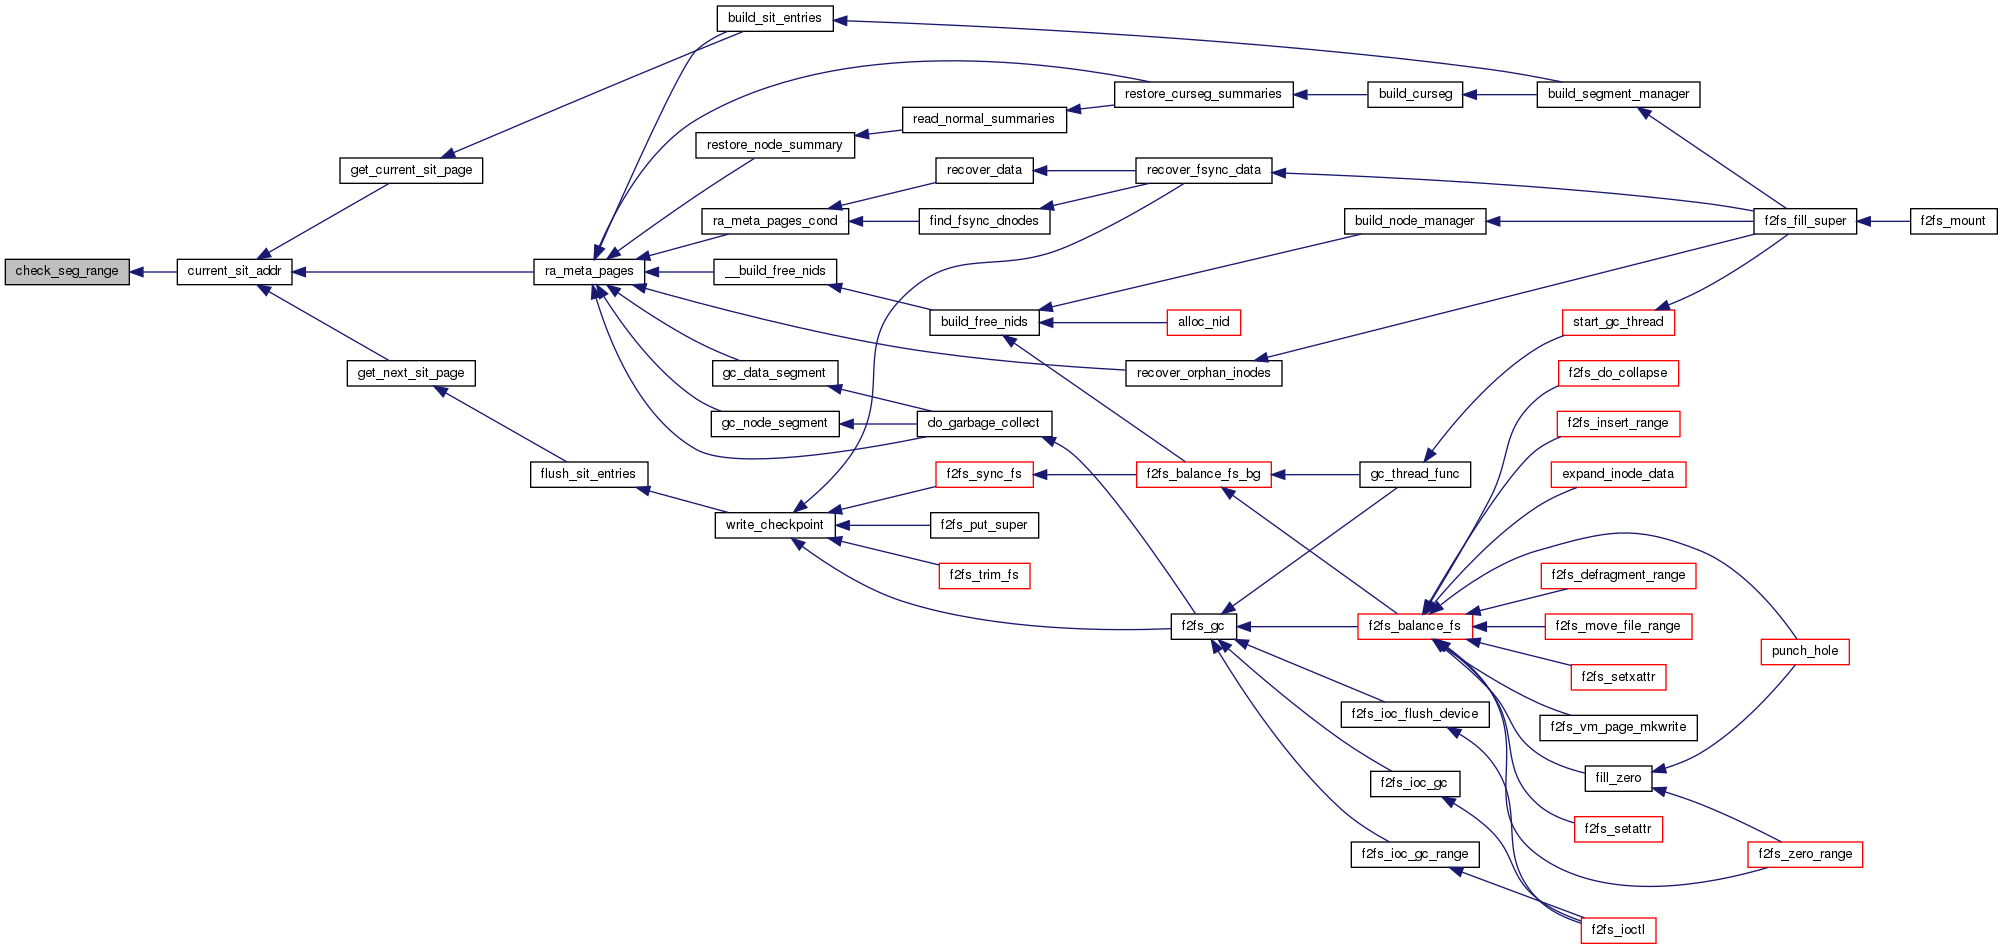 build_sit_entries
restore_curseg_summaries
build_curseg
build_segment_manager
read_normal_summaries
restore_node_summary
get_current_sit_page
recover_data
recover_fsync_data
ra_meta_pages_cond
find_fsync_dnodes
build_node_manager
f2fs_fill_super
f2fs_mount
check_seg_range
current_sit_addr
ra_meta_pages
__build_free_nids
build_free_nids
alloc_nid
start_gc_thread
get_next_sit_page
gc_data_segment
recover_orphan_inodes
f2fs_do_collapse
gc_node_segment
do_garbage_collect
f2fs_insert_range
flush_sit_entries
f2fs_sync_fs
f2fs_balance_fs_bg
gc_thread_func
expand_inode_data
write_checkpoint
f2fs_put_super
f2fs_trim_fs
f2fs_defragment_range
f2fs_gc
f2fs_balance_fs
f2fs_move_file_range
punch_hole
f2fs_setxattr
f2fs_ioc_flush_device
f2fs_vm_page_mkwrite
f2fs_ioc_gc
fill_zero
f2fs_setattr
f2fs_ioc_gc_range
f2fs_zero_range
f2fs_ioctl